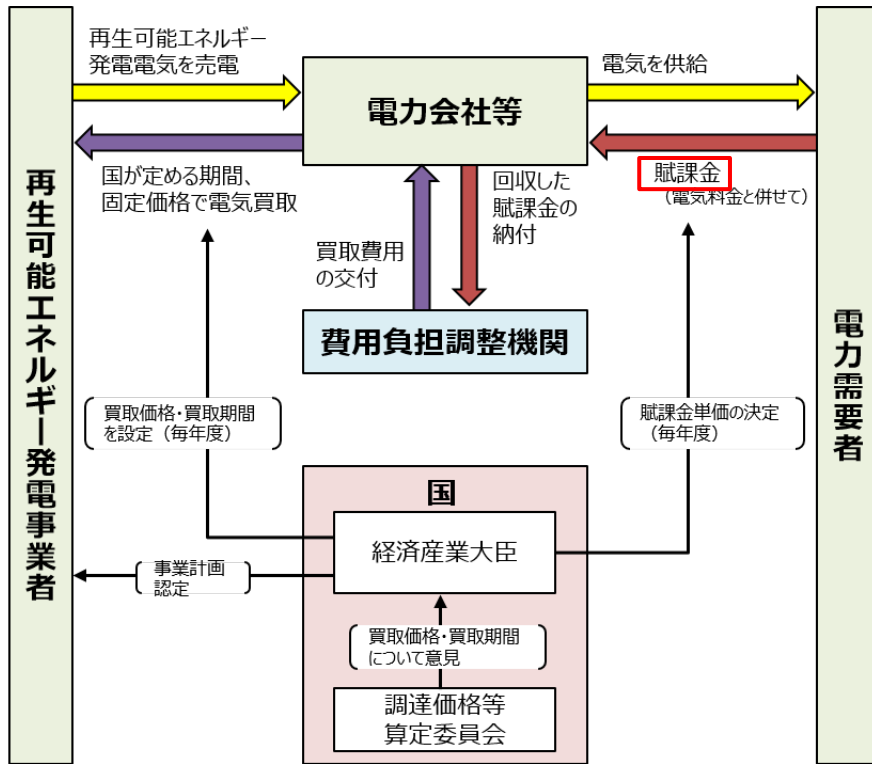 再生可能エネルギー
発電電気を売電
電力会社等
電気を供給
国が定める期間、
固定価格で電気買取
回収した
賦課金の
納付
賦課金
（電気料金と併せて）
買取費用
の交付
費用負担調整機関
再生可能エネルギー発電事業者
電力需要者
買取価格・買取期間
を設定（毎年度）
賦課金単価の決定
（毎年度）
国
経済産業大臣
事業計画
認定
買取価格・買取期間
について意見
調達価格等
算定委員会